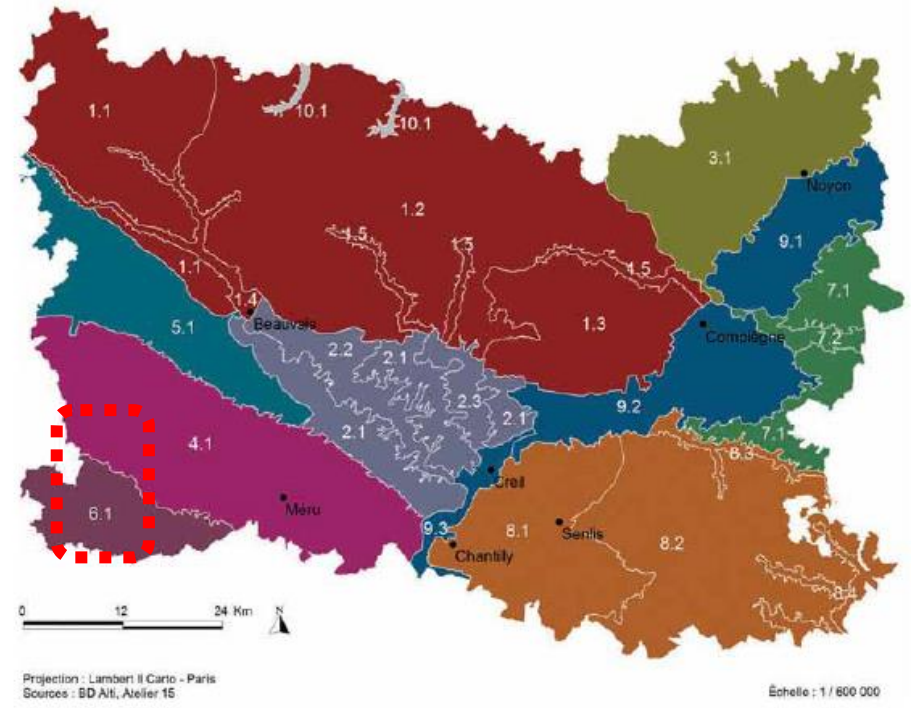 1.1
10.1
10.1
3.1
Noyon
1.2
9.1
1.5
1.5
1.5
1.1
7.1
1.4
Beauvais
1.3
Compiègne
5.1
7.2
2.2
2.1
2.3
9.2
2.1
2.1
7.1
4.1
8.3
Creil
6.1
Méru
9.3
8.1
Senlis
8.2
Chantilly
8.4
0 12 24 Km
N
Projection : Lambert II Carto - Paris
Sources : BD Alti, Atelier 15
Échelle : 1 / 600 000